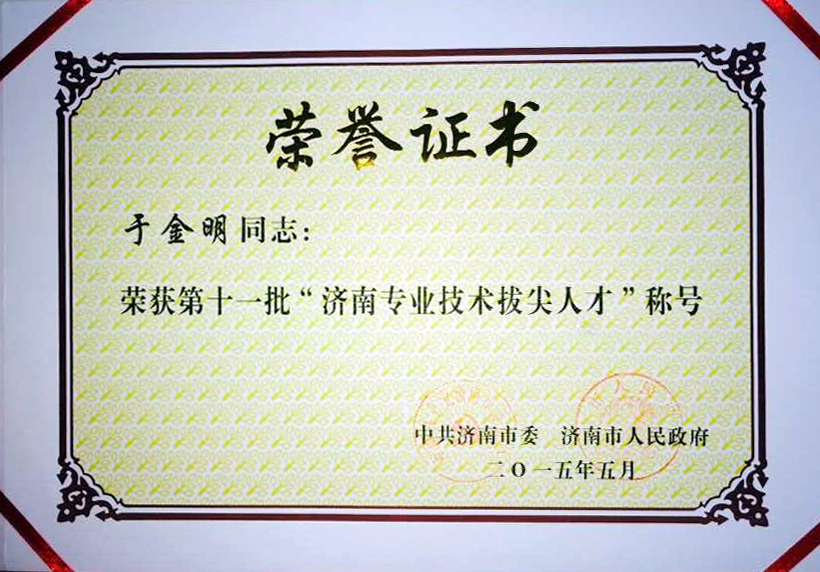 荣誉证书
于金明同志：
荣获第十一批“济南专业技术拔尖人才”称号
中共济南市委 济南市人民政府
二〇一五年五月